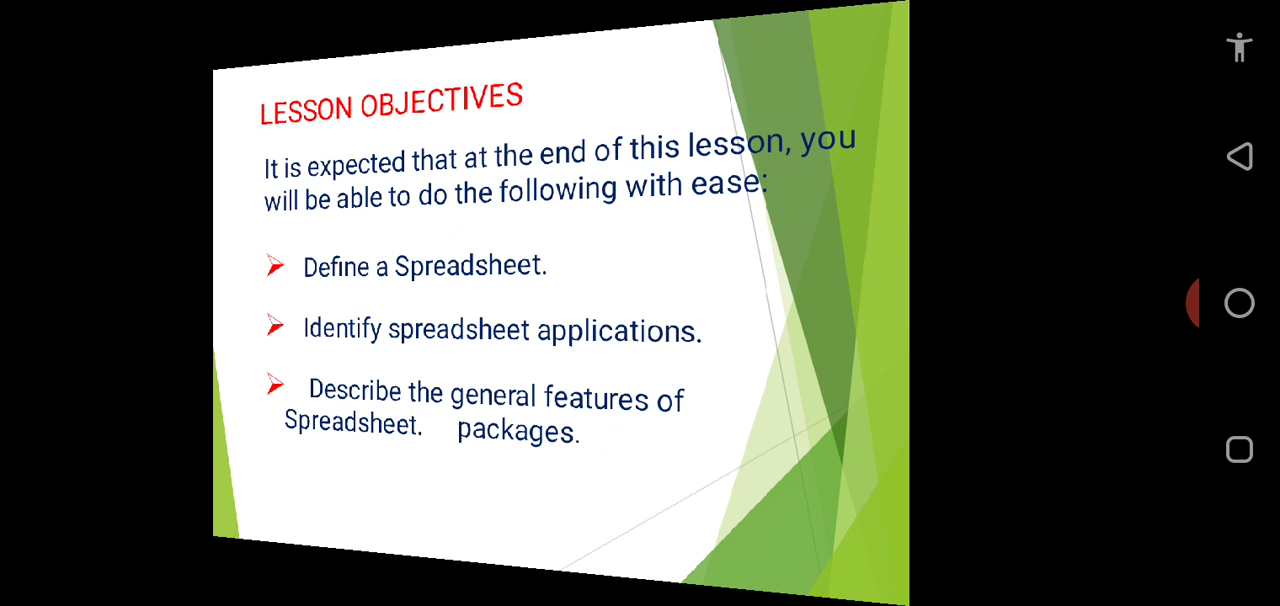 LESSON OBJECTIVES
It is expected that at the end of this lesson, you
will be able to do the following with ease:
Define a Spreadsheet.
Identify spreadsheet applications.
Describe the general features of
Spreadsheet. packages.